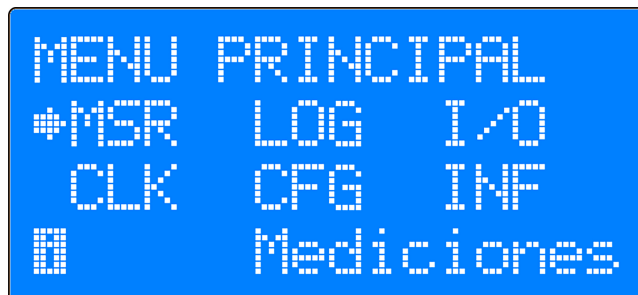 MENU PRINCIPAL
MSR LOG I/O
CLK CFG INF
Mediciones